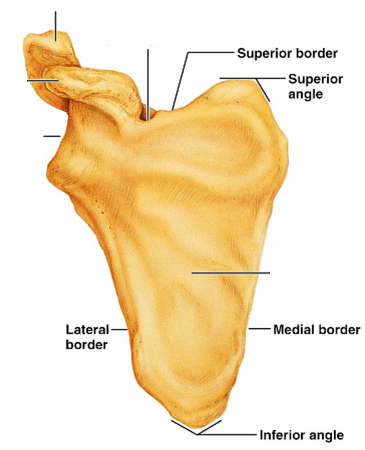 Superior border
Superior
angle
Lateral
border
Medial border
Inferior angle